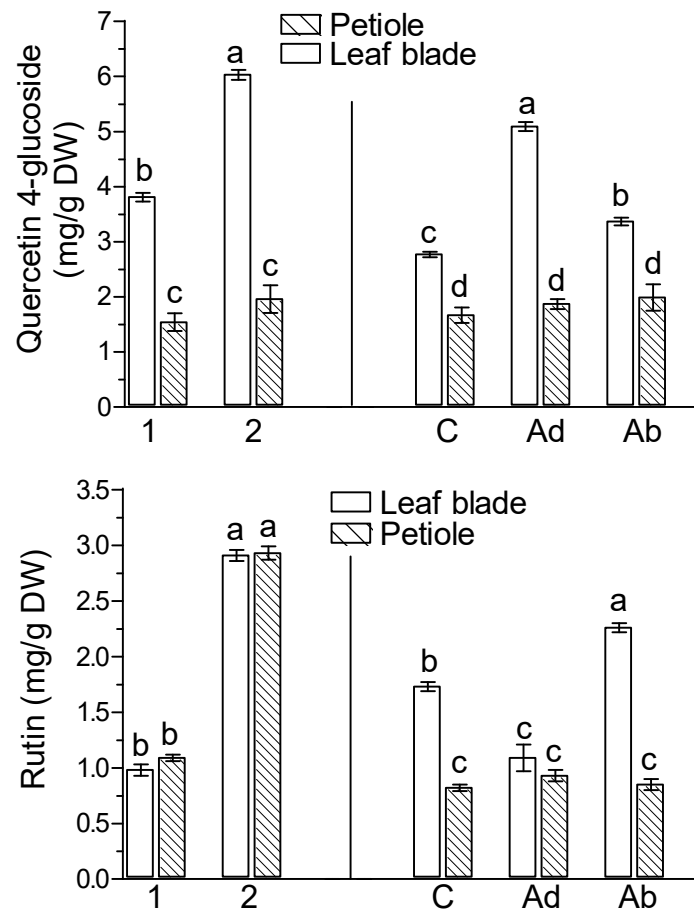 Quercetin 4-glucoside
(mg/g DW)
7
6
5
4
3
2
1
0
Petiole
Leaf blade
b
c
a
c
c
d
a
d
b
d
1 2 C Ad Ab
Rutin (mg/g DW)
3.5
3.0
2.5
2.0
1.5
1.0
0.5
0.0
Leaf blade
Petiole
b b
a a
b
c
c c
a
c
1 2 C Ad Ab